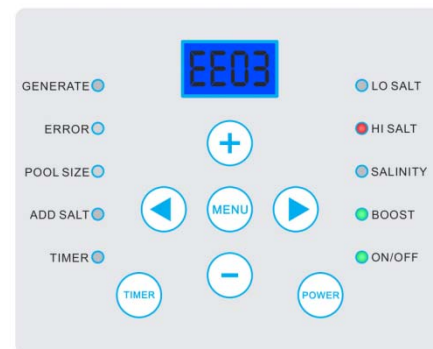 EE03
GENERATE
ERROR
POOL SIZE
ADD SALT
TIMER
LO SALT
HI SALT
SALINITY
BOOST
ON/OFF
+
MENU
−
TIMER
POWER